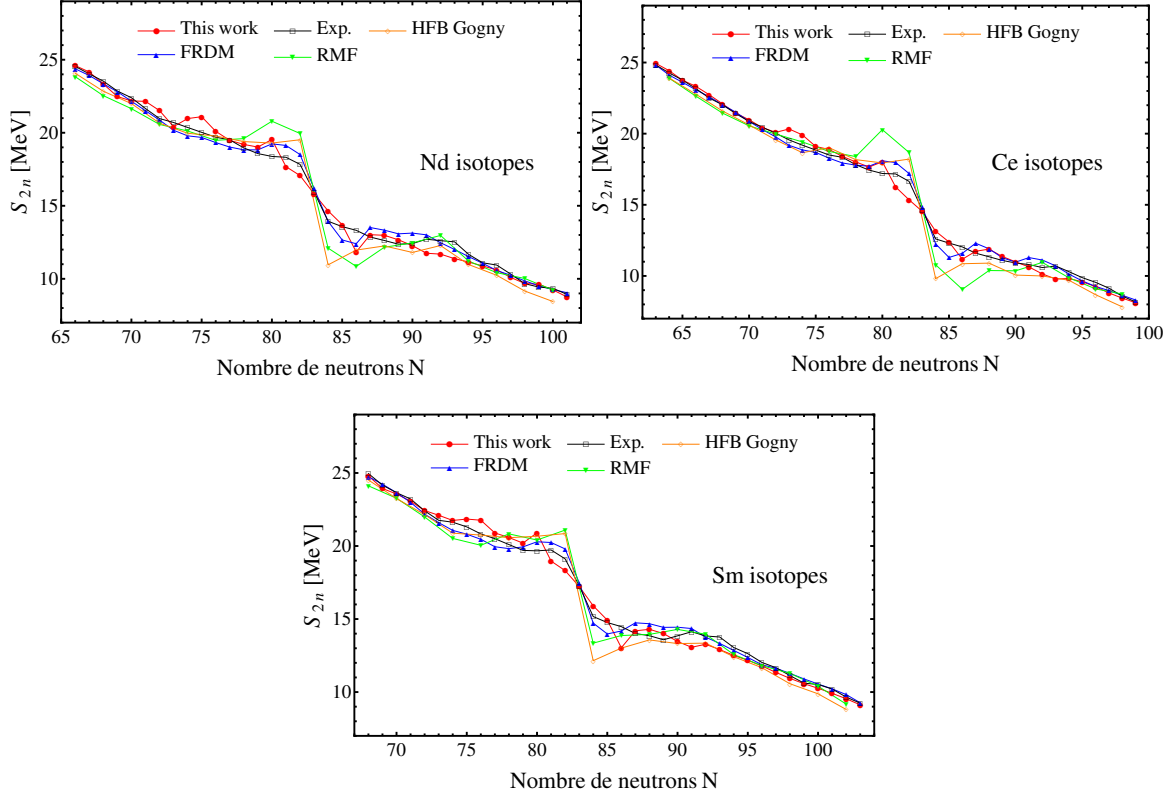 This work Exp. HFB Gogny
FRDM RMF
25
20
15
10
S2n [MeV]
Nd isotopes
65 70 75 80 85 90 95 100
Nombre de neutrons N
This work Exp. HFB Gogny
FRDM RMF
25
20
15
10
S2n [MeV]
Ce isotopes
65 70 75 80 85 90 95 100
Nombre de neutrons N
This work Exp. HFB Gogny
FRDM RMF
25
20
15
10
S2n [MeV]
Sm isotopes
70 75 80 85 90 95 100
Nombre de neutrons N